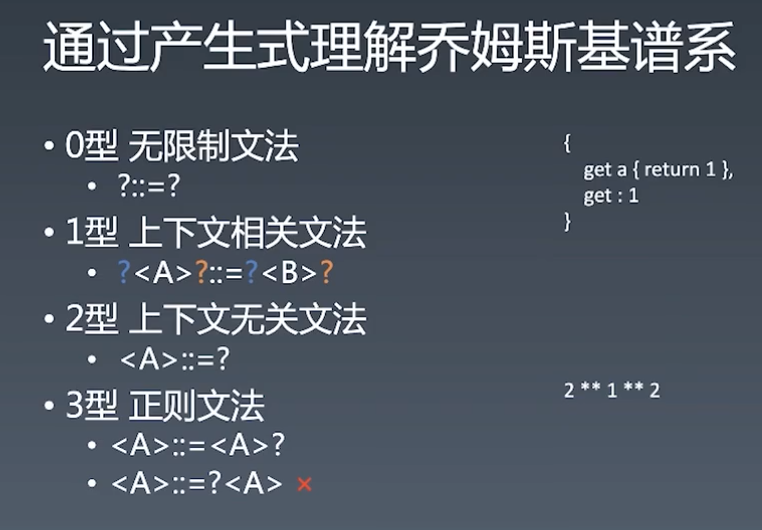 通过产生式理解乔姆斯基谱系
• 0型 无限制文法
• ?::=?
• 1型 上下文相关文法
• ?<A>?::=?<B>?
• 2型 上下文无关文法
• <A>::=?
• 3型 正则文法
• <A>::=<A>?
• <A>::=?<A> ×
{
get a { return 1 },
get : 1
}
2 ** 1 ** 2